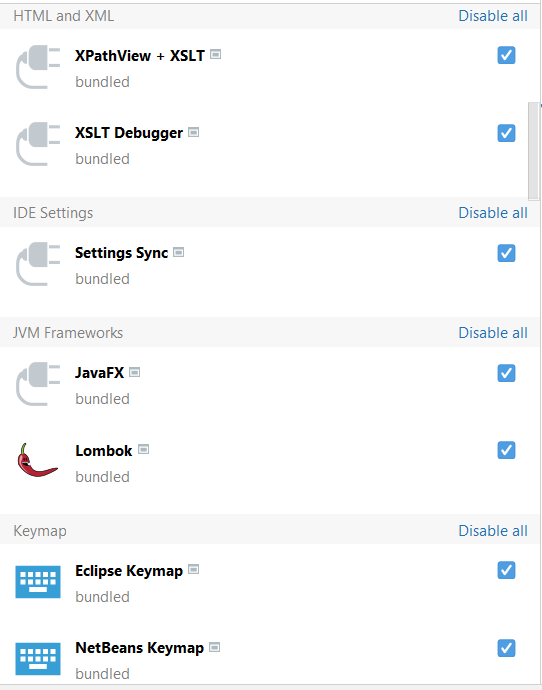 HTML and XML Disable all
XPathView + XSLT
bundled
XSLT Debugger
bundled
IDE Settings Disable all
Settings Sync
bundled
JVM Frameworks Disable all
JavaFX
bundled
Lombok
bundled
Keymap Disable all
Eclipse Keymap
bundled
NetBeans Keymap
bundled